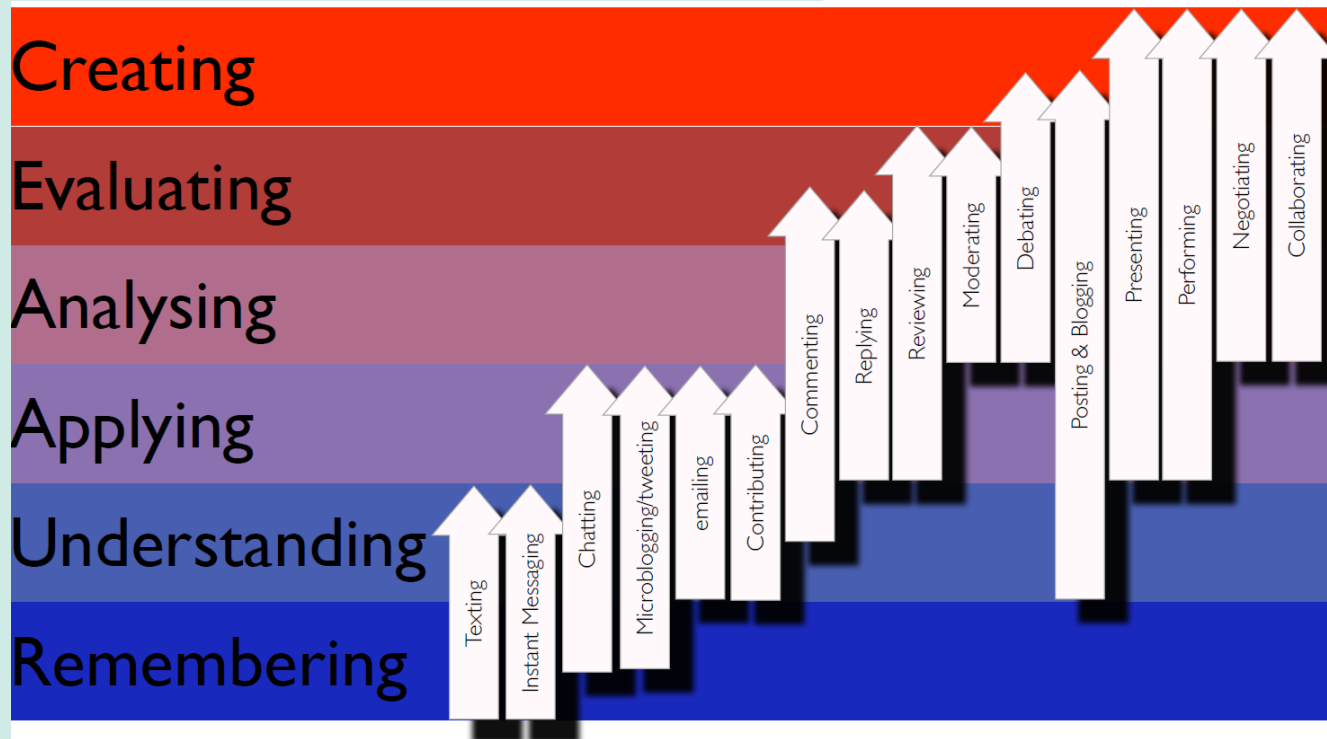 Creating
Evaluating
Analysing
Applying
Understanding
Remembering
Texting
Instant Messaging
Chatting
Microblogging/tweeting
emailing
Contributing
Commenting
Replying
Reviewing
Moderating
Debating
Posting & Blogging
Presenting
Performing
Negotiating
Collaborating